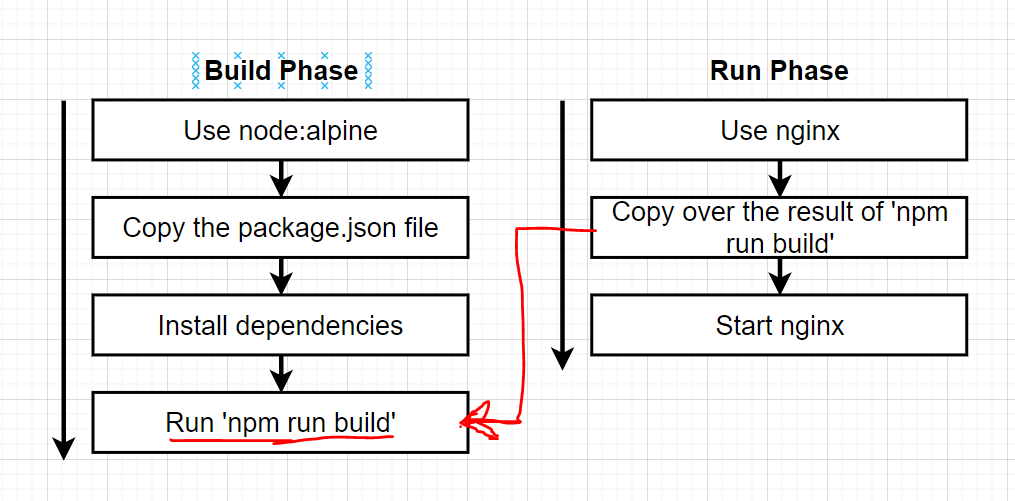 Build Phase
Use node:alpine
Copy the package.json file
Install dependencies
Run 'npm run build'
Run Phase
Use nginx
Copy over the result of 'npm
run build'
Start nginx